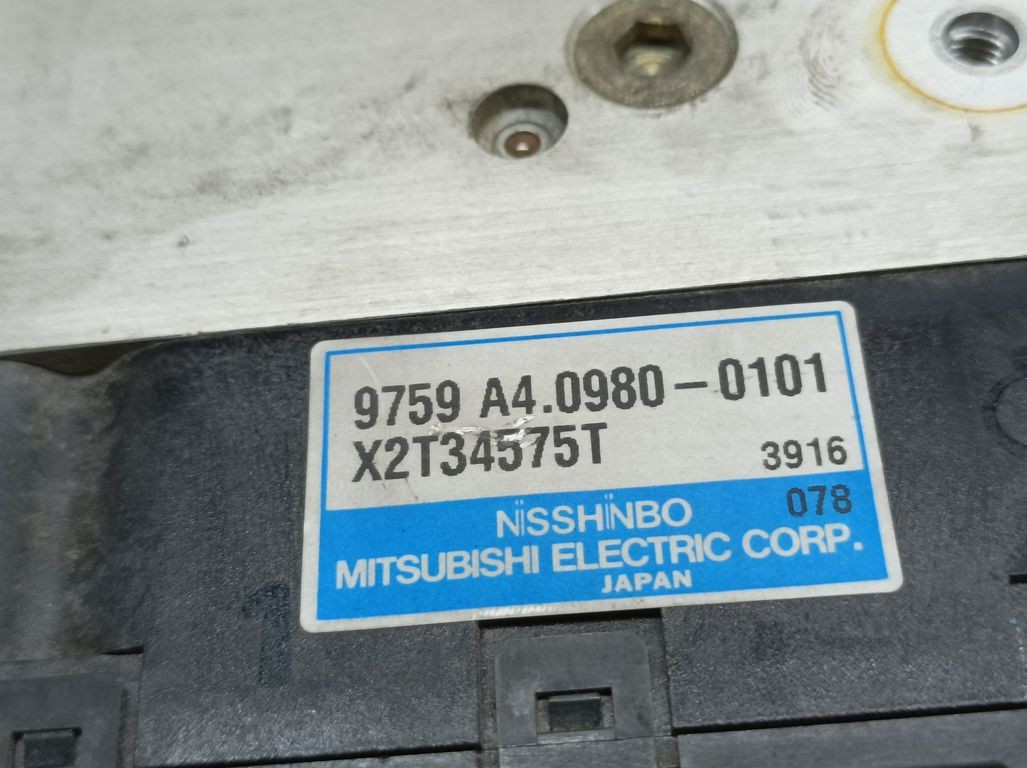 9759 A4.0980-0101
X2T34575T 3916
078
NISSHINBO
MITSUBISHI ELECTRIC CORP.
JAPAN